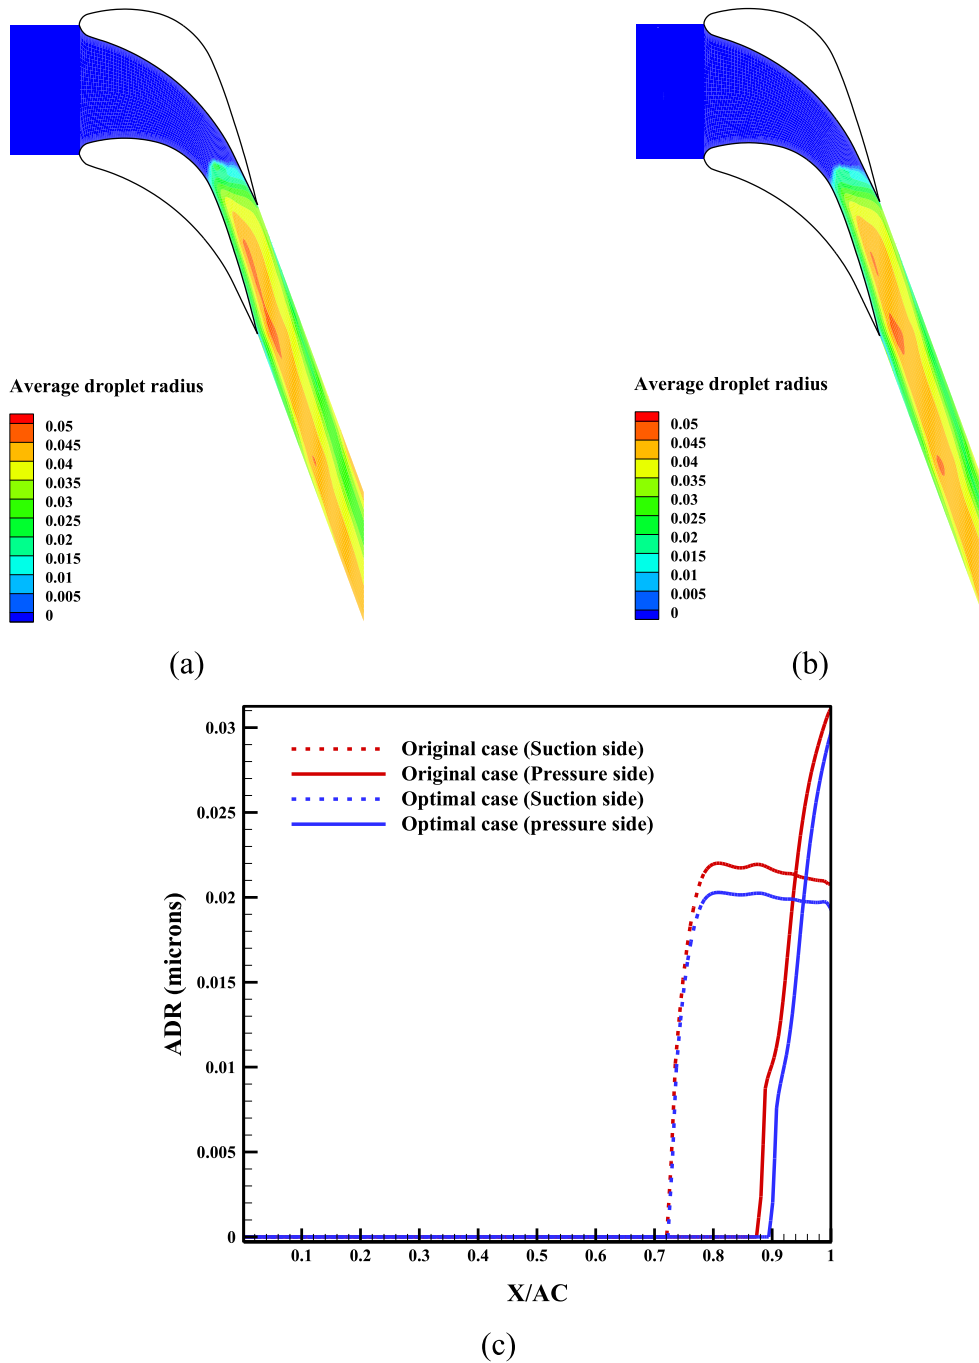 Average droplet radius
0.05
0.045
0.04
0.035
0.03
0.025
0.02
0.015
0.01
0.005
0
(a)
Average droplet radius
0.05
0.045
0.04
0.035
0.03
0.025
0.02
0.015
0.01
0.005
0
(b)
Original case (Suction side)
Original case (Pressure side)
Optimal case (Suction side)
Optimal case (pressure side)
ADR (microns)
0.03
0.025
0.02
0.015
0.01
0.005
0
0.1 0.2 0.3 0.4 0.5 0.6 0.7 0.8 0.9 1
X/AC
(c)